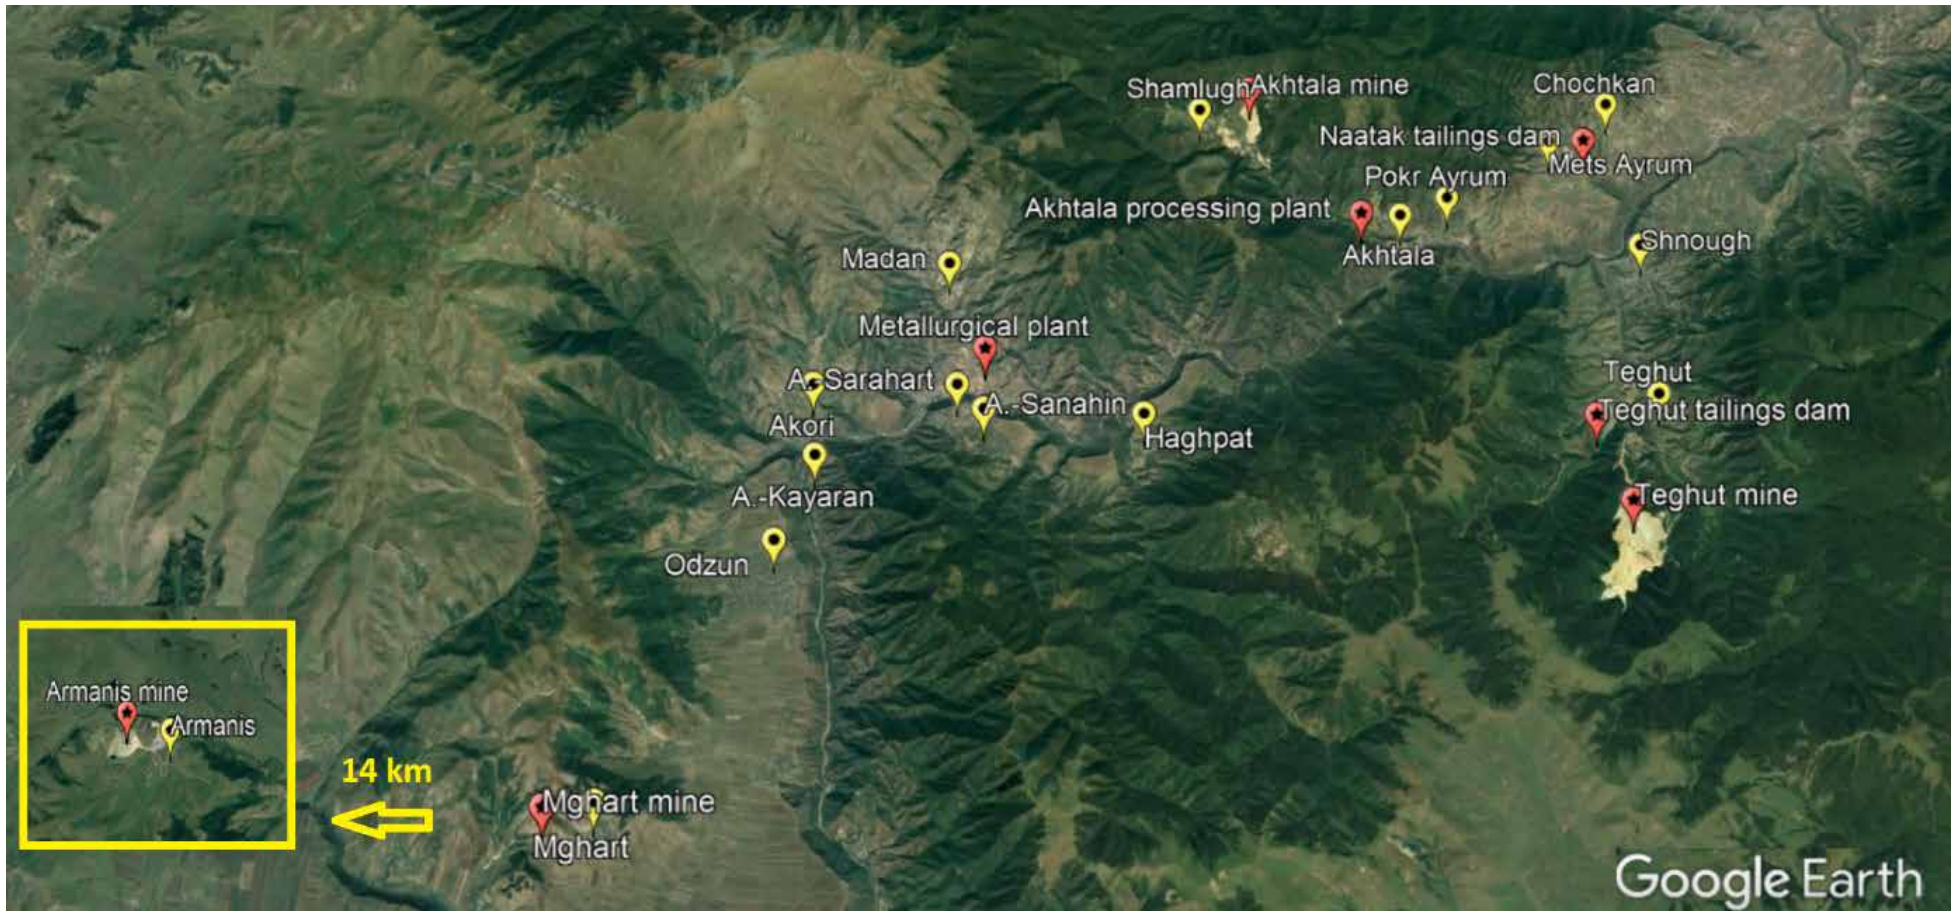 Shamlugh
Akhtala mine
Chochkan
Naatak tailings dam
Mets Ayrum
Pokr Ayrum
Akhtala processing plant
Akhtala
Shnough
Madan
Metallurgical plant
A.-Sarahart
A.-Sanahin
Akori
Haghpat
Teghut
Teghut tailings dam
A.-Kayaran
Teghut mine
Odzun
Armanis mine
Armanis
14 km
Mghart mine
Mghart
Google Earth